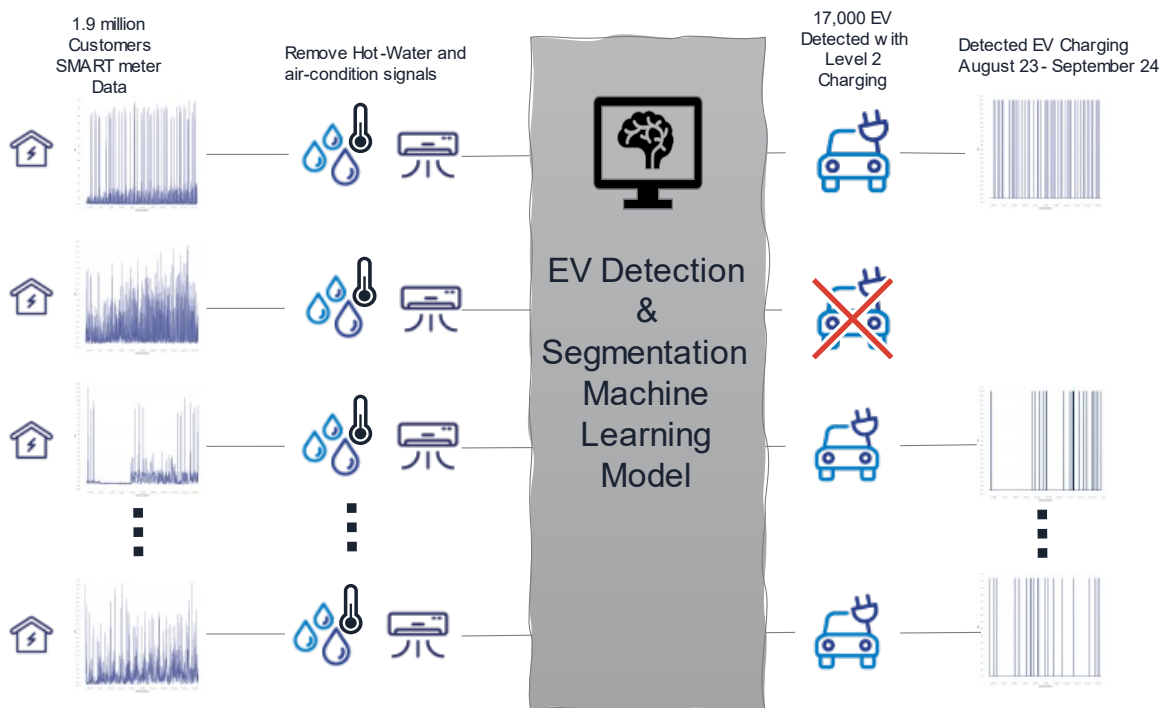 1.9 million
Customers
SMART meter
Data
Remove Hot-Water and
air-condition signals
17,000 EV
Detected with
Level 2
Charging
Detected EV Charging
August 23 - September 24
EV Detection
&
Segmentation
Machine
Learning
Model